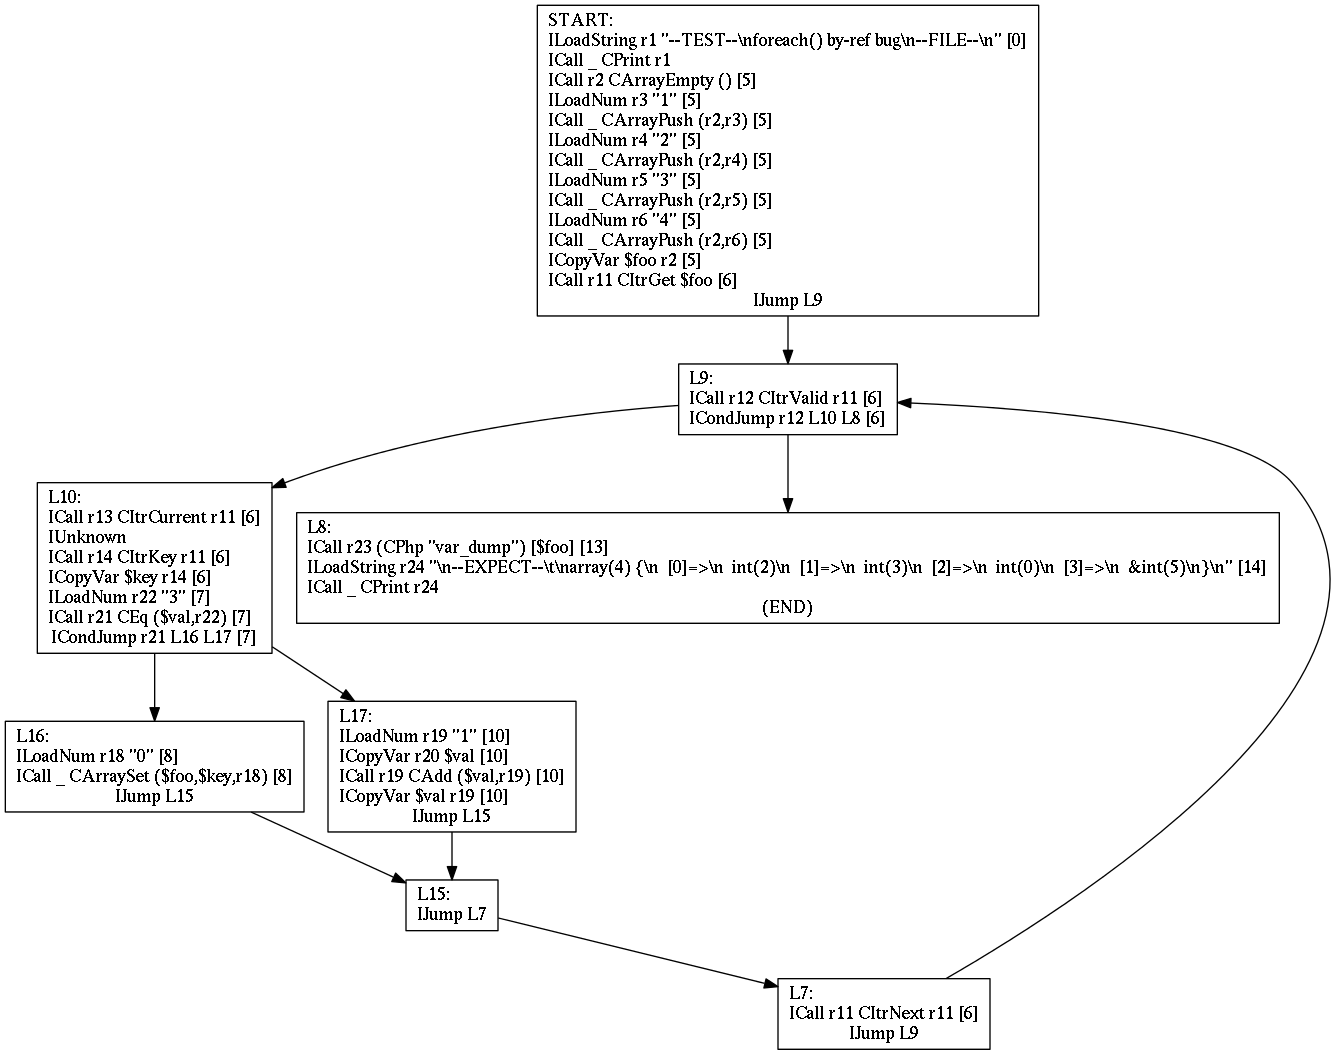 START:
ILoadString r1 "--TEST--\nforeach() by-ref bug\n--FILE--\n" [0]
ICall _ CPrint r1
ICall r2 CArrayEmpty () [5]
ILoadNum r3 "1" [5]
ICall _ CArrayPush (r2,r3) [5]
ILoadNum r4 "2" [5]
ICall _ CArrayPush (r2,r4) [5]
ILoadNum r5 "3" [5]
ICall _ CArrayPush (r2,r5) [5]
ILoadNum r6 "4" [5]
ICall _ CArrayPush (r2,r6) [5]
ICopyVar $foo r2 [5]
ICall r11 CItrGet $foo [6]
IJump L9
L9:
ICall r12 CItrValid r11 [6]
ICondJump r12 L10 L8 [6]
L10:
ICall r13 CItrCurrent r11 [6]
IUnknown
ICall r14 CItrKey r11 [6]
ICopyVar $key r14 [6]
ILoadNum r22 "3" [7]
ICall r21 CEq ($val,r22) [7]
ICondJump r21 L16 L17 [7]
L8:
ICall r23 (CPhp "var_dump") [$foo] [13]
ILoadString r24 "\n--EXPECT--\t\narray(4) {\n  [0]=>\n  int(2)\n  [1]=>\n  int(3)\n  [2]=>\n  int(0)\n  [3]=>\n  &int(5)\n}\n" [14]
ICall _ CPrint r24
(END)
L16:
ILoadNum r18 "0" [8]
ICall _ CArraySet ($foo,$key,r18) [8]
IJump L15
L17:
ILoadNum r19 "1" [10]
ICopyVar r20 $val [10]
ICall r19 CAdd ($val,r19) [10]
ICopyVar $val r19 [10]
IJump L15
L15:
IJump L7
L7:
ICall r11 CItrNext r11 [6]
IJump L9